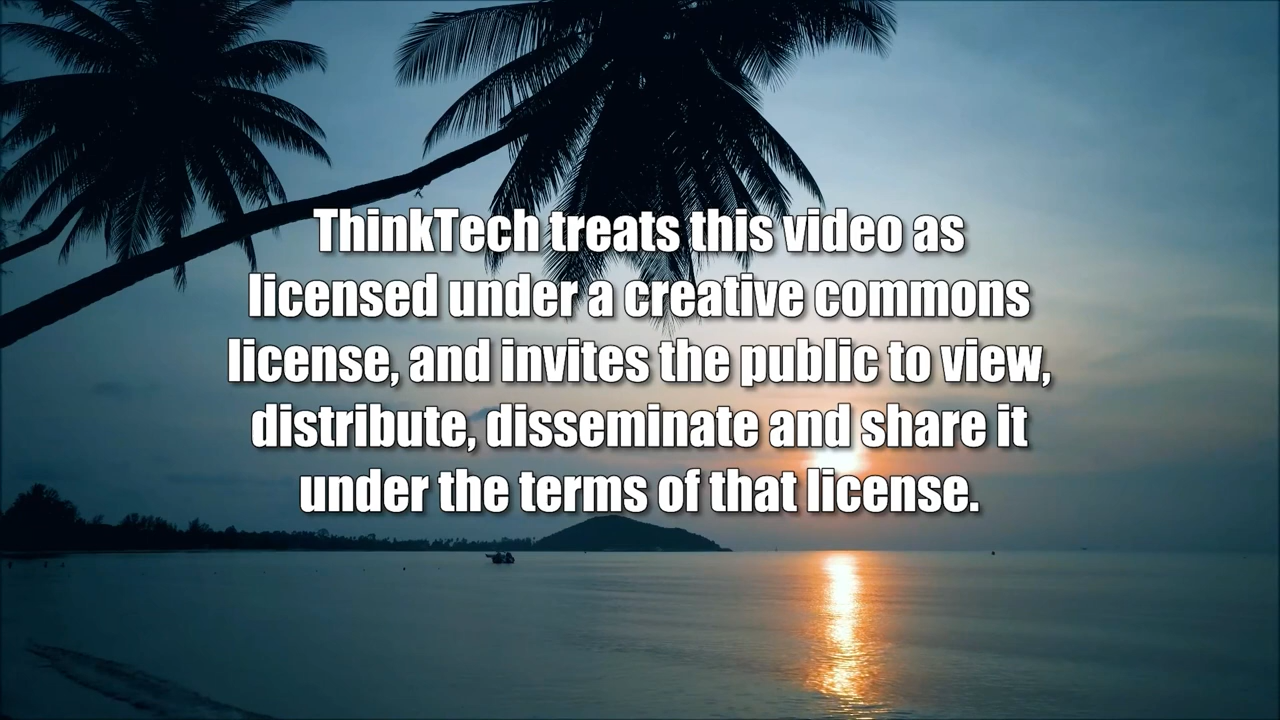 ThinkTech treats this video as
licensed under a creative commons
license, and invites the public to view,
distribute, disseminate and share it
under the terms of that license.